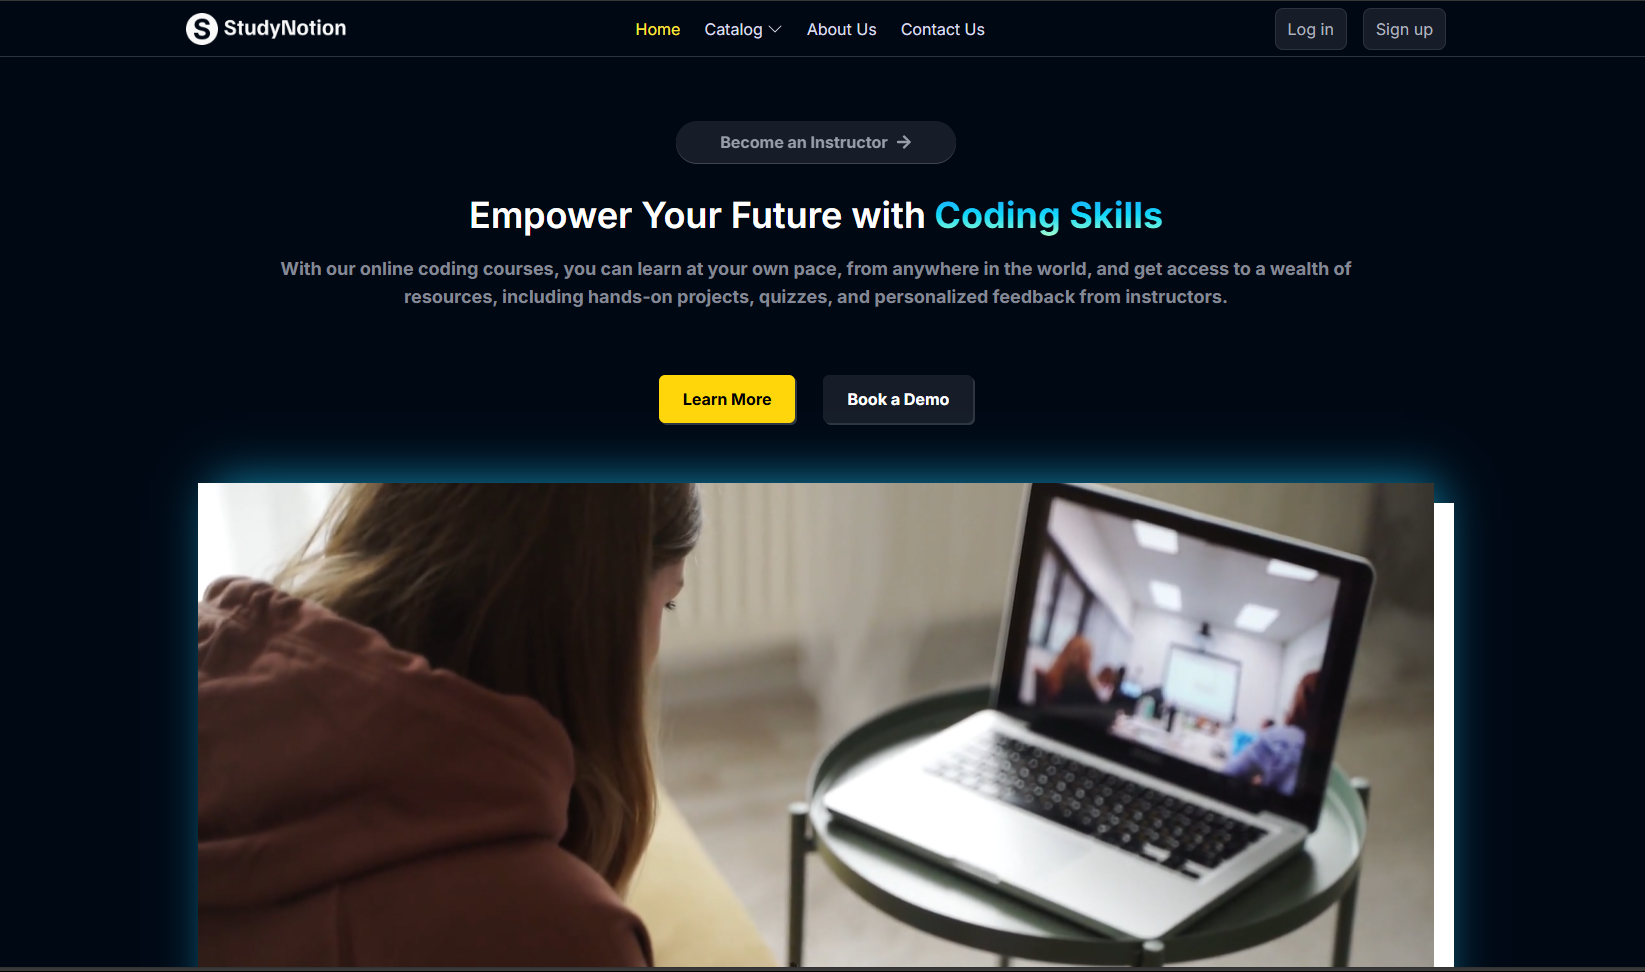 S StudyNotion
Home Catalog About Us Contact Us
Log in Sign up
Become an Instructor →
Empower Your Future with Coding Skills
With our online coding courses, you can learn at your own pace, from anywhere in the world, and get access to a wealth of
resources, including hands-on projects, quizzes, and personalized feedback from instructors.
Learn More Book a Demo